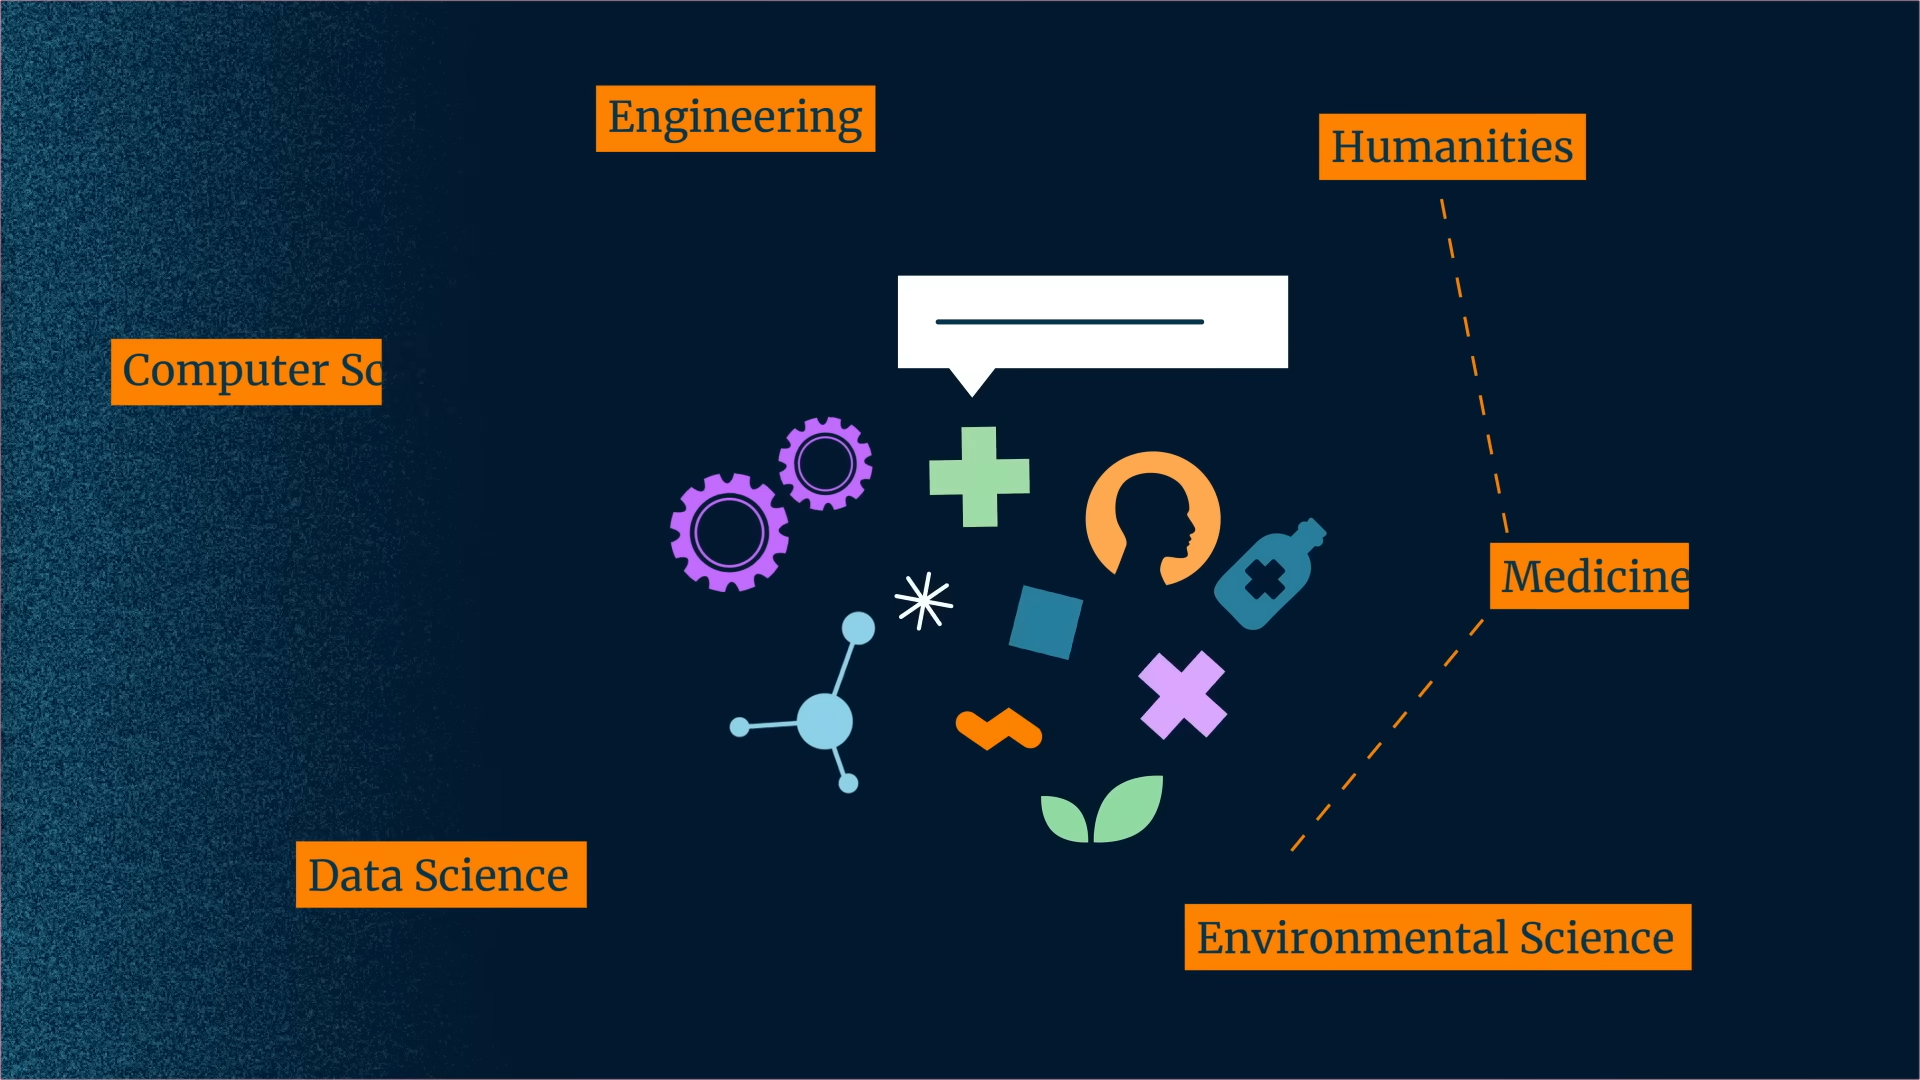 Engineering
Humanities
Computer Sc
Medicine
Data Science
Environmental Science